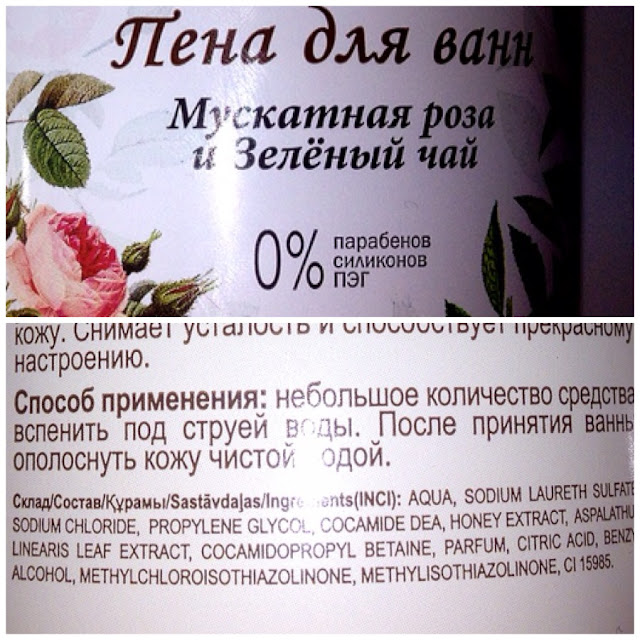 Пена для ванн
Мускатная роза
и Зелёный чай
0% парабенов
силиконов
ПЭГ
кожу. Снимает усталость и способствует прекрасному
настроению.
Способ применения: небольшое количество средства
вспенить под струей воды. После принятия ванны
ополоснуть кожу чистой водой.
Склад/Состав/Құрамы/Sastāvdaļas/Ingredients(INCI): AQUA, SODIUM LAURETH SULFATE
SODIUM CHLORIDE, PROPYLENE GLYCOL, COCAMIDE DEA, HONEY EXTRACT, ASPALATHU
LINEARIS LEAF EXTRACT, COCAMIDOPROPYL BETAINE, PARFUM, CITRIC ACID, BENZY
ALCOHOL, METHYLCHLOROISOTHIAZOLINONE, METHYLISOTHIAZOLINONE, CI 15985.